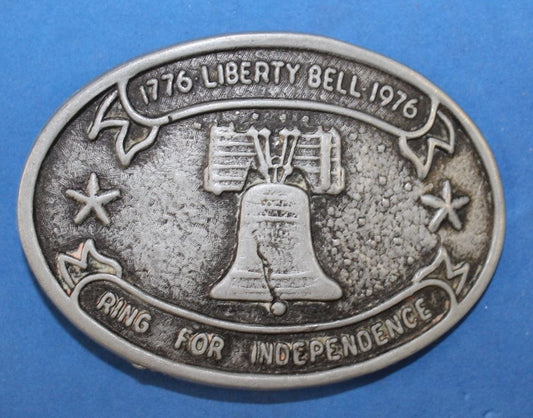 1776 · LIBERTY BELL · 1976
RING FOR INDEPENDENCE